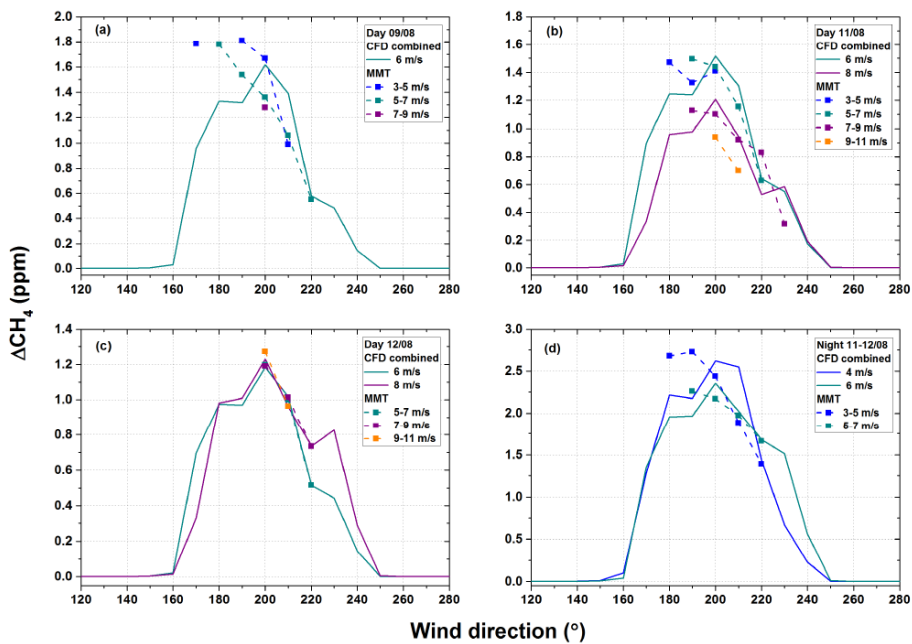 (a)
Day 09/08
CFD combined
6 m/s
MMT
3-5 m/s
5-7 m/s
7-9 m/s
2.0
1.8
1.6
1.4
1.2
1.0
0.8
0.6
0.4
0.2
0.0
120 140 160 180 200 220 240 260 280
(b)
Day 11/08
CFD combined
6 m/s
8 m/s
MMT
3-5 m/s
5-7 m/s
7-9 m/s
9-11 m/s
1.8
1.6
1.4
1.2
1.0
0.8
0.6
0.4
0.2
0.0
120 140 160 180 200 220 240 260 280
ΔCH4 (ppm)
(c)
Day 12/08
CFD combined
6 m/s
8 m/s
MMT
5-7 m/s
7-9 m/s
9-11 m/s
1.4
1.2
1.0
0.8
0.6
0.4
0.2
0.0
120 140 160 180 200 220 240 260 280
(d)
Night 11-12/08
CFD combined
4 m/s
6 m/s
MMT
3-5 m/s
5-7 m/s
3.0
2.5
2.0
1.5
1.0
0.5
0.0
120 140 160 180 200 220 240 260 280
Wind direction (°)